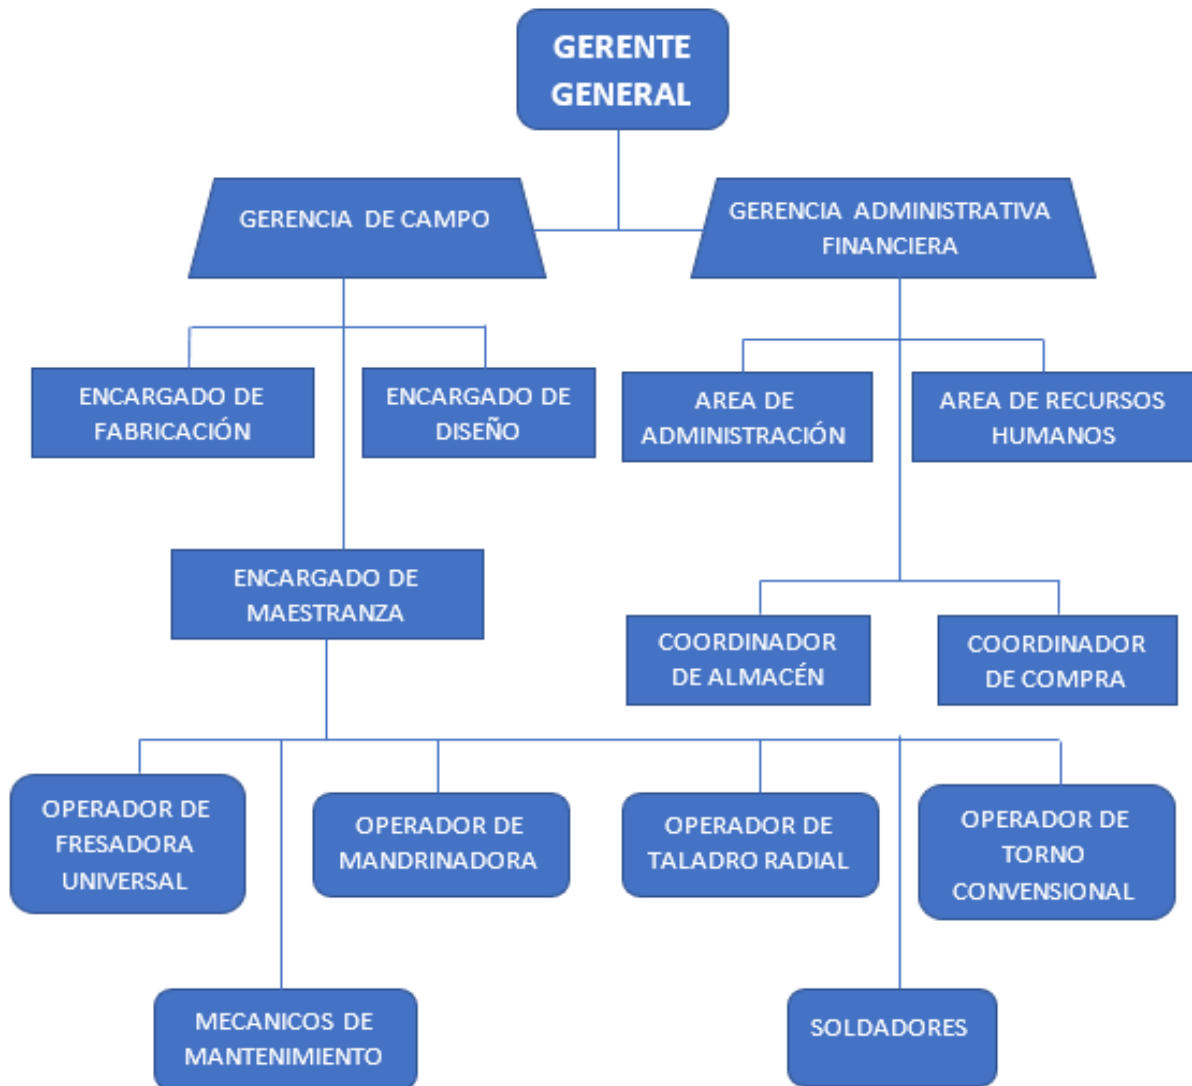 GERENTE
GENERAL
GERENCIA DE CAMPO
GERENCIA ADMINISTRATIVA
FINANCIERA
ENCARGADO DE
FABRICACIÓN
ENCARGADO DE
DISEÑO
AREA DE
ADMINISTRACIÓN
AREA DE RECURSOS
HUMANOS
ENCARGADO DE
MAESTRANZA
COORDINADOR
DE ALMACÉN
COORDINADOR
DE COMPRA
OPERADOR DE
FRESADORA
UNIVERSAL
OPERADOR DE
MANDRINADORA
OPERADOR DE
TALADRO RADIAL
OPERADOR DE
TORNO
CONVENSIONAL
MECANICOS DE
MANTENIMIENTO
SOLDADORES